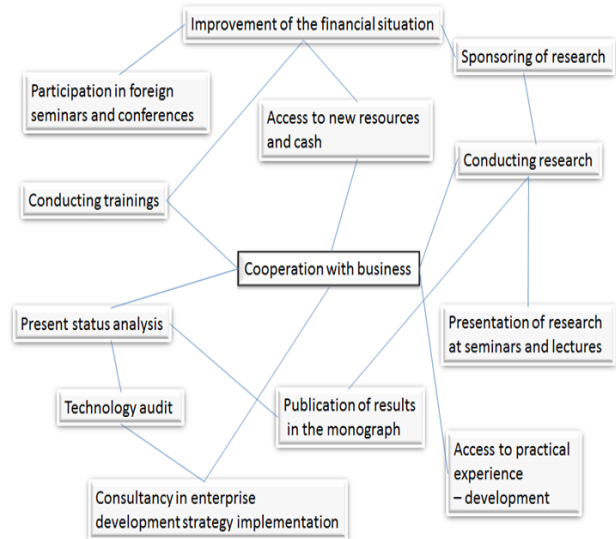 Improvement of the financial situation
Sponsoring of research
Participation in foreign
seminars and conferences
Access to new resources
and cash
Conducting research
Conducting trainings
Cooperation with business
Present status analysis
Presentation of research
at seminars and lectures
Technology audit
Publication of results
in the monograph
Access to practical
experience
– development
Consultancy in enterprise
development strategy implementation